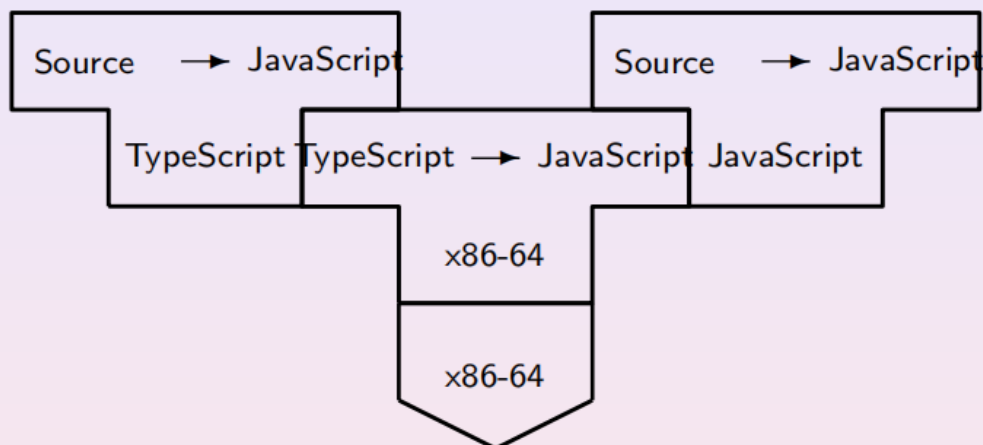 Source → JavaScript Source → JavaScript
TypeScript TypeScript → JavaScript JavaScript
x86-64
x86-64